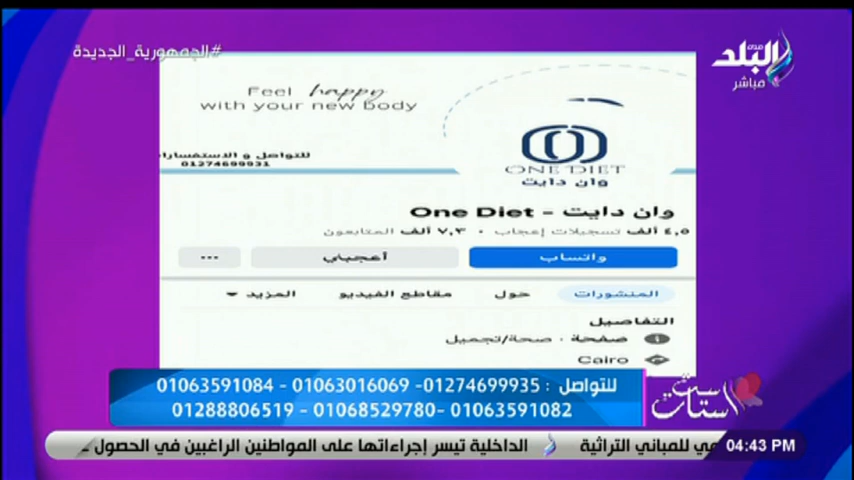 #الجمهورية_الجديدة
صدى البلد
مباشر
Feel happy
with your new body
للتواصل و الاستفسارات
01274699931
ONE DIET
وان دايت
وان دايت - One Diet
٤,٥ ألف تسجيلات إعجاب • ٧,٣ ألف المتابعون
واتساب
أعجبني
...
المنشورات
حول
مقاطع الفيديو
المزيد
التفاصيل
صفحة · صحة/تجميل
Cairo
للتواصل : 01274699935- 01063016069 - 01063591084
01063591082 -01068529780 - 01288806519
ست الستات
04:43 PM
للمباني التراثية الداخلية تيسر إجراءاتها على المواطنين الراغبين في الحصول